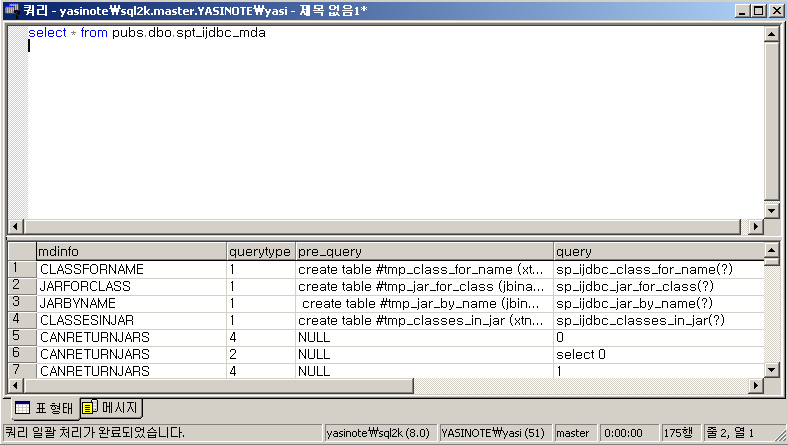 쿼리 - yasinote₩sql2k.master.YASINOTE₩yasi - 제목 없음1*
select * from pubs.dbo.spt_ijdbc_mda
mdinfo querytype pre_query query
1 CLASSFORNAME 1 create table #tmp_class_for_name (xt... sp_ijdbc_class_for_name(?)
2 JARFORCLASS 1 create table #tmp_jar_for_class (jbina... sp_ijdbc_jar_for_class(?)
3 JARBYNAME 1 create table #tmp_jar_by_name (jbin... sp_ijdbc_jar_by_name(?)
4 CLASSESINJAR 1 create table #tmp_classes_in_jar (xtn... sp_ijdbc_classes_in_jar(?)
5 CANRETURNJARS 4 NULL 0
6 CANRETURNJARS 2 NULL select 0
7 CANRETURNJARS 4 NULL 1
표 형태 메시지
쿼리 일괄 처리가 완료되었습니다. yasinote₩sql2k (8.0) YASINOTE₩yasi (51) master 0:00:00 175행 줄 2, 열 1